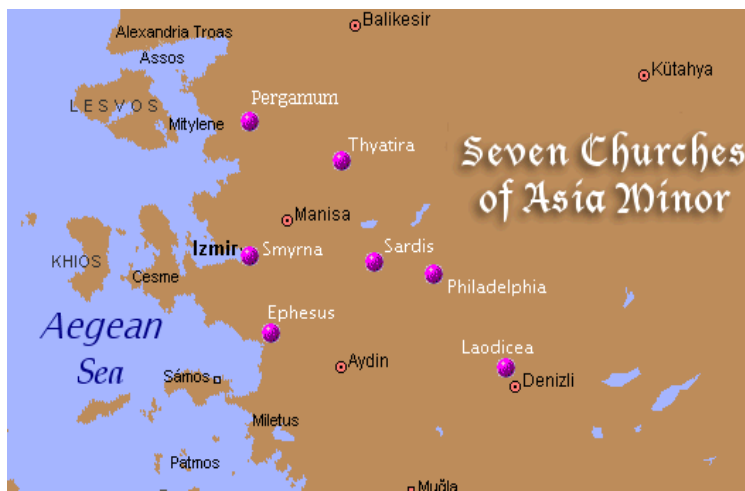 Alexandria Troas
Balikesir
Assos
Kütahya
LESVOS
Pergamum
Mitylene
Thyatira
Seven Churches
of Asia Minor
Manisa
Izmir
Smyrna
Sardis
KHIOS
Cesme
Philadelphia
Aegean
Sea
Ephesus
Laodicea
Aydin
Sámos
Denizli
Miletus
Patmos
Muğla